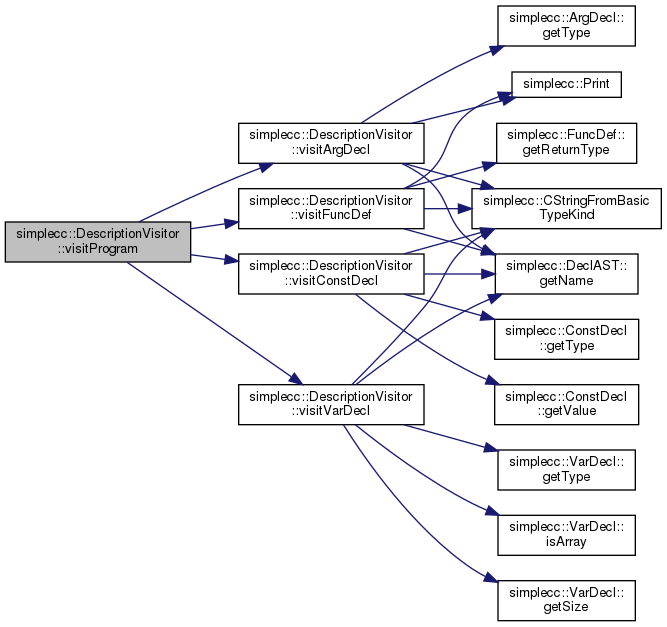 simplecc::DescriptionVisitor
::visitProgram
simplecc::DescriptionVisitor
::visitArgDecl
simplecc::DescriptionVisitor
::visitFuncDef
simplecc::DescriptionVisitor
::visitConstDecl
simplecc::DescriptionVisitor
::visitVarDecl
simplecc::ArgDecl::
getType
simplecc::Print
simplecc::FuncDef::
getReturnType
simplecc::CStringFromBasic
TypeKind
simplecc::DeclAST::
getName
simplecc::ConstDecl
::getType
simplecc::ConstDecl
::getValue
simplecc::VarDecl::
getType
simplecc::VarDecl::
isArray
simplecc::VarDecl::
getSize